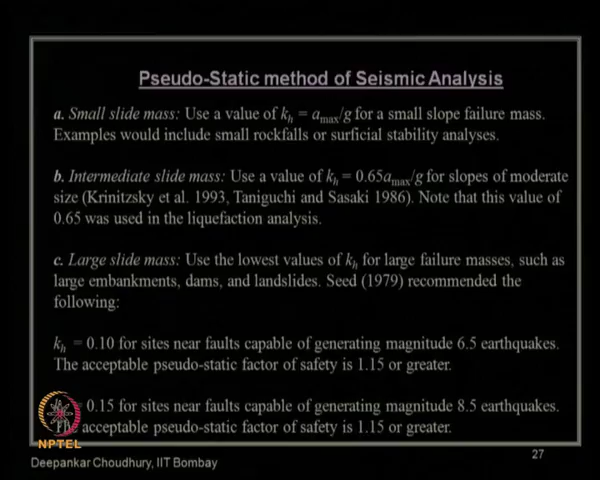 Pseudo-Static method of Seismic Analysis
a. Small slide mass: Use a value of kh = amax/g for a small slope failure mass.
Examples would include small rockfalls or surficial stability analyses.
b. Intermediate slide mass: Use a value of kh = 0.65amax/g for slopes of moderate
size (Krinitzsky et al. 1993, Taniguchi and Sasaki 1986). Note that this value of
0.65 was used in the liquefaction analysis.
c. Large slide mass: Use the lowest values of kh for large failure masses, such as
large embankments, dams, and landslides. Seed (1979) recommended the
following:
kh = 0.10 for sites near faults capable of generating magnitude 6.5 earthquakes.
The acceptable pseudo-static factor of safety is 1.15 or greater.
0.15 for sites near faults capable of generating magnitude 8.5 earthquakes.
The acceptable pseudo-static factor of safety is 1.15 or greater.
NPTEL
Deepankar Choudhury, IIT Bombay
27